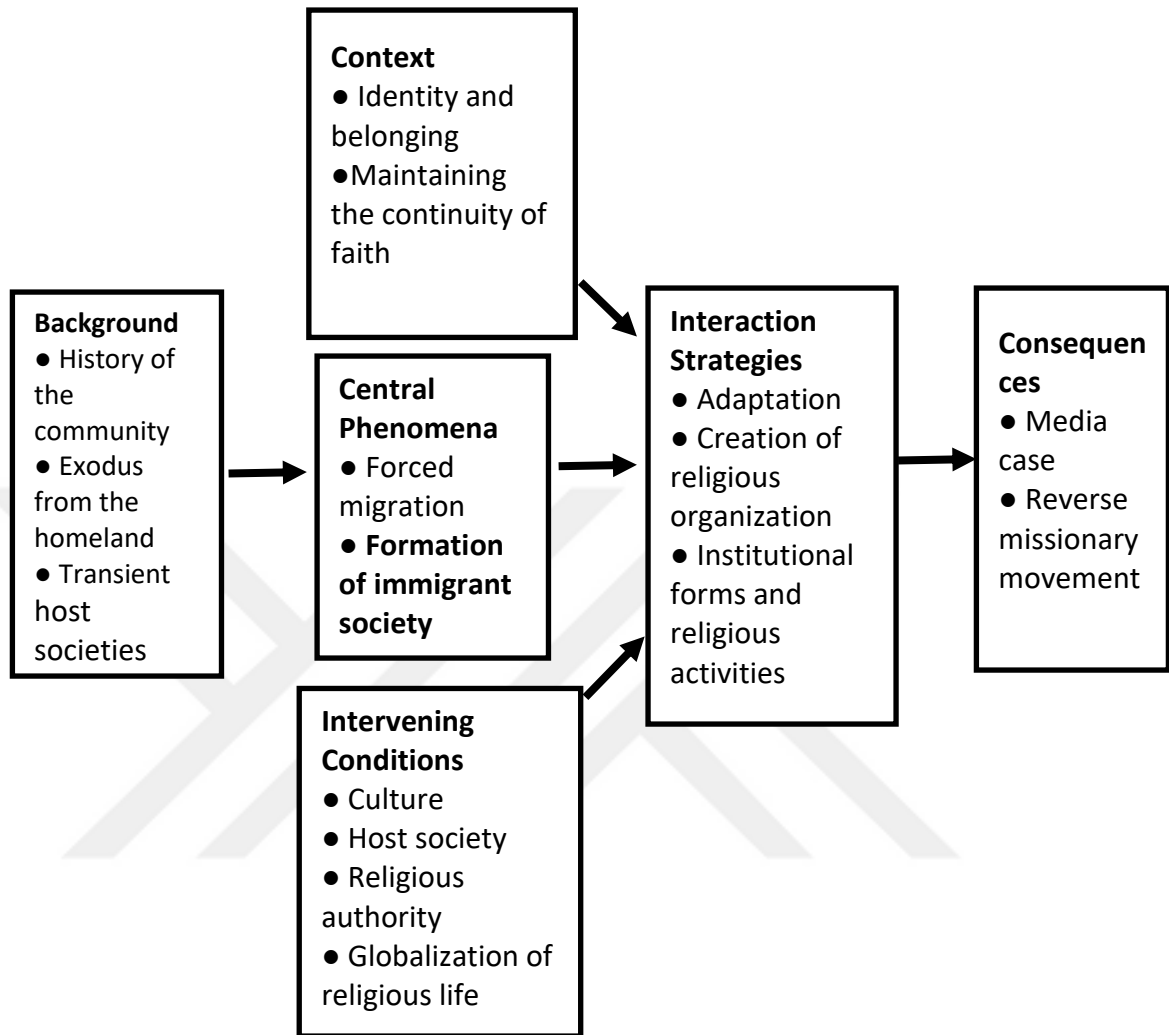 Context
● Identity and
belonging
●Maintaining
the continuity of
faith
Background
● History of
the
community
● Exodus
from the
homeland
● Transient
host
societies
Central
Phenomena
● Forced
migration
● Formation
of immigrant
society
Intervening
Conditions
● Culture
● Host society
● Religious
authority
● Globalization of
religious life
Interaction
Strategies
● Adaptation
● Creation of
religious
organization
● Institutional
forms and
religious
activities
Consequen
ces
● Media
case
● Reverse
missionary
movement